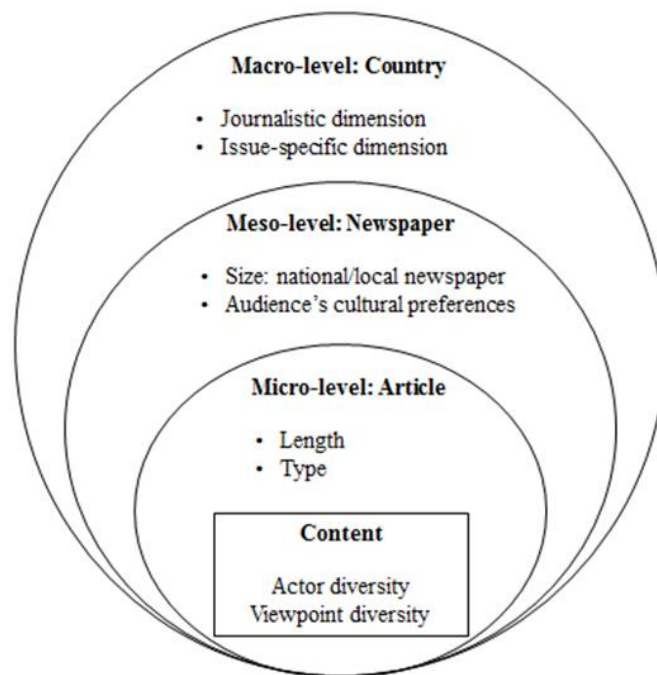 Macro-level: Country
• Journalistic dimension
• Issue-specific dimension
Meso-level: Newspaper
• Size: national/local newspaper
• Audience's cultural preferences
Micro-level: Article
• Length
• Type
Content
Actor diversity
Viewpoint diversity